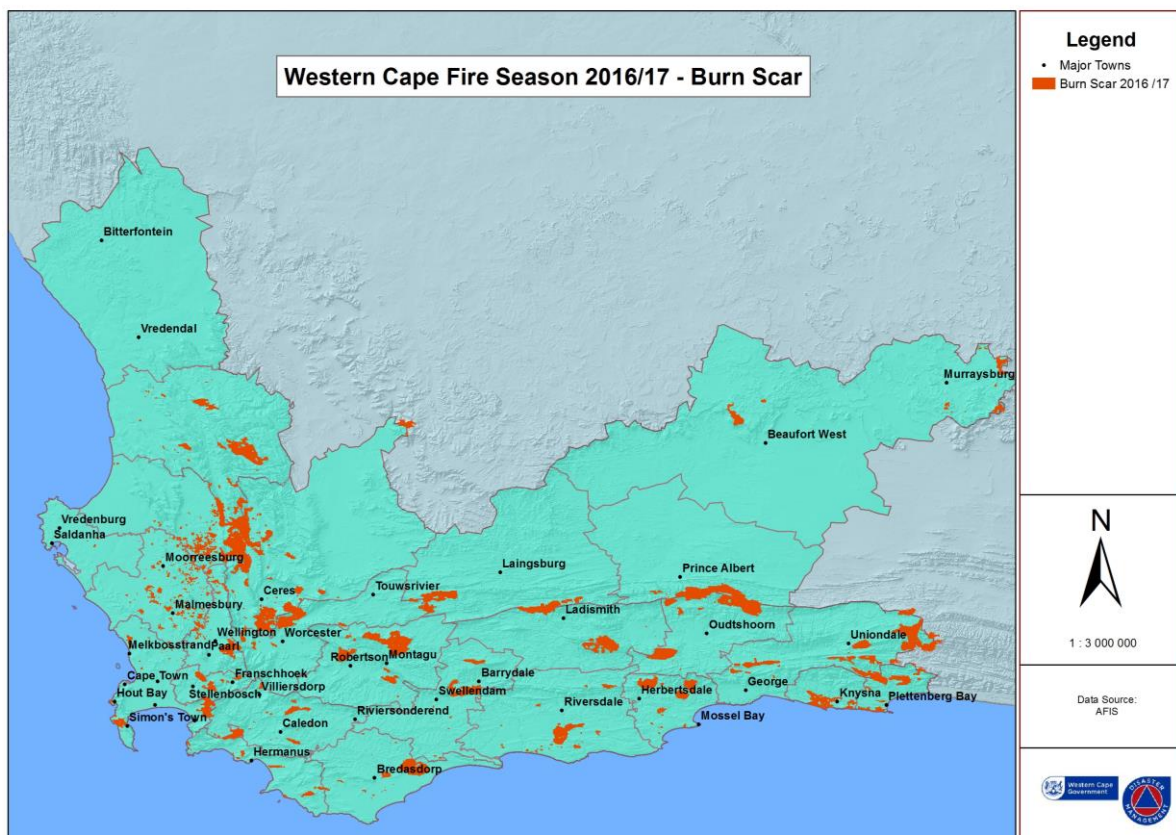 Western Cape Fire Season 2016/17 - Burn Scar
Legend
Major Towns
Burn Scar 2016 /17
Bitterfontein
Vredendal
Murraysburg
Beaufort West
Vredenburg
Saldanha
Moorreesburg
Laingsburg
Prince Albert
Ceres
Touwsrivier
Malmesbury
Ladismith
Oudtshoorn
Wellington
Worcester
Uniondale
Melkbosstrand
Paarl
Robertson
Montagu
Franschhoek
Barrydale
Cape Town
Villiersdorp
Stellenbosch
Swellendam
George
Herbertsdale
Knysna
Plettenberg Bay
Hout Bay
Riversdale
Riviersonderend
Mossel Bay
Simon's Town
Caledon
Hermanus
Bredasdorp
N
1 : 3 000 000
Data Source:
AFIS
Western Cape
Government
DISASTER
MANAGEMENT